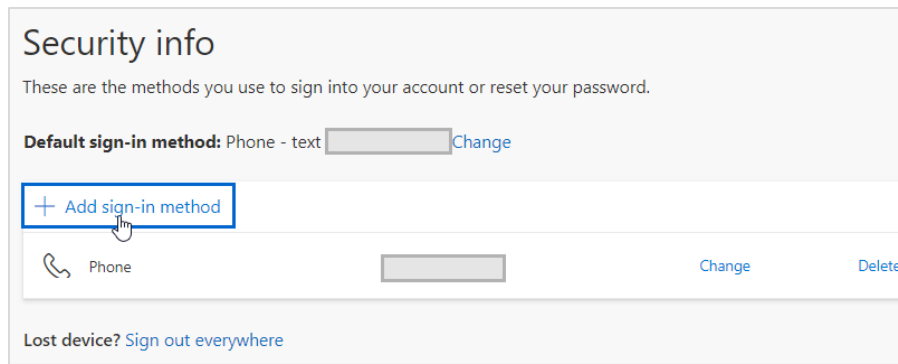 Security info
These are the methods you use to sign into your account or reset your password.
Default sign-in method: Phone - text Change
Add sign-in method
Phone Change Delete
Lost device? Sign out everywhere